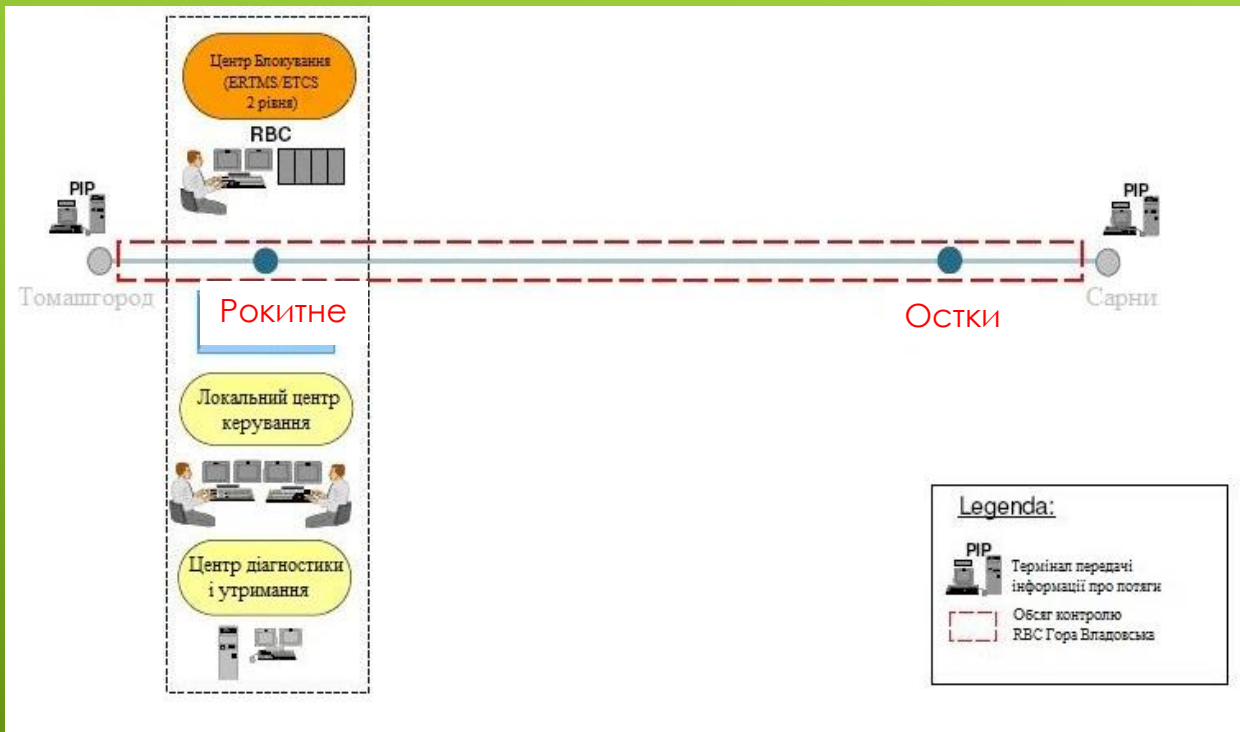 Центр Блокування
(ERTMS/ETCS
2 рівня)
RBC
PIP
PIP
Томашгород
Рокитне
Остки
Сарни
Локальний центр
керування
Центр діагностики
і утримання
Legenda:
PIP
Термінал передачі
інформації про потяги
Обсяг контролю
RBC Гора Владовська